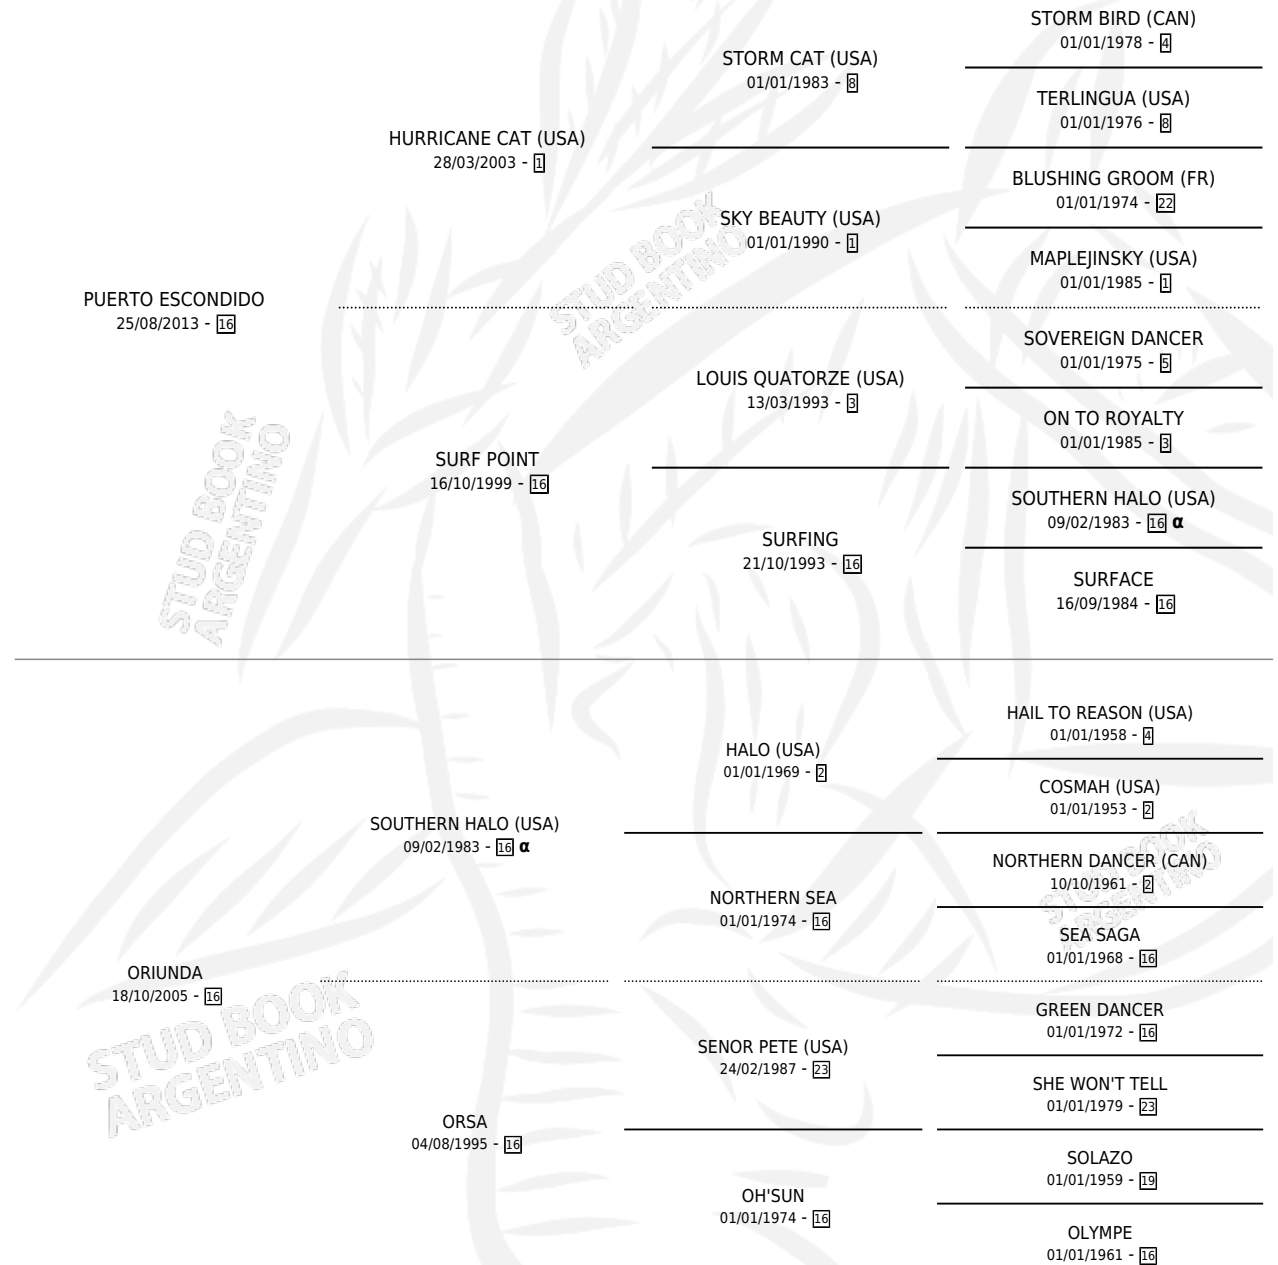 STORM BIRD (CAN)
01/01/1978 - 4
STORM CAT (USA)
01/01/1983 - 8
TERLINGUA (USA)
01/01/1976 - 8
HURRICANE CAT (USA)
28/03/2003 - 1
BLUSHING GROOM (FR)
01/01/1974 - 22
SKY BEAUTY (USA)
01/01/1990 - 1
MAPLEJINSKY (USA)
01/01/1985 - 1
STUD BOOK
ARGENTINO
PUERTO ESCONDIDO
25/08/2013 - 16
SOVEREIGN DANCER
01/01/1975 - 5
LOUIS QUATORZE (USA)
13/03/1993 - 3
ON TO ROYALTY
01/01/1985 - 3
SURF POINT
16/10/1999 - 16
SOUTHERN HALO (USA)
09/02/1983 - 16 α
SURFING
21/10/1993 - 16
SURFACE
16/09/1984 - 16
STUD BOOK
ARGENTINO
HAIL TO REASON (USA)
01/01/1958 - 4
HALO (USA)
01/01/1969 - 2
COSMAH (USA)
01/01/1953 - 2
SOUTHERN HALO (USA)
09/02/1983 - 16 α
NORTHERN DANCER (CAN)
10/10/1961 - 2
NORTHERN SEA
01/01/1974 - 16
SEA SAGA
01/01/1968 - 16
STUD BOOK
ARGENTINO
ORIUNDA
18/10/2005 - 16
GREEN DANCER
01/01/1972 - 16
SENOR PETE (USA)
24/02/1987 - 23
SHE WON'T TELL
01/01/1979 - 23
STUD BOOK
ARGENTINO
ORSA
04/08/1995 - 16
SOLAZO
01/01/1959 - 19
OH'SUN
01/01/1974 - 16
OLYMPE
01/01/1961 - 16